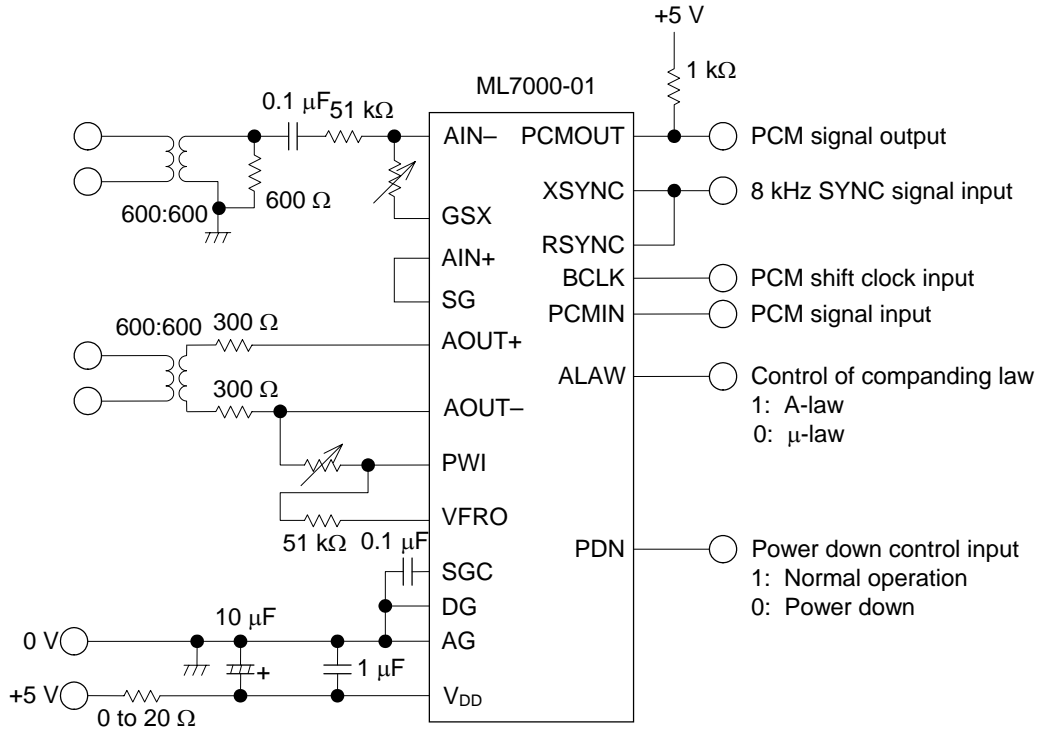 +5 V
1 kΩ
ML7000-01
0.1 μF
51 kΩ
600 Ω
600:600
AIN–
GSX
AIN+
SG
600:600
300 Ω
300 Ω
AOUT+
AOUT–
PWI
VFRO
51 kΩ
0.1 μF
SGC
DG
AG
VDD
10 μF
+
1 μF
0 V
+5 V
0 to 20 Ω
PCMOUT
PCM signal output
XSYNC
8 kHz SYNC signal input
RSYNC
BCLK
PCM shift clock input
PCMIN
PCM signal input
ALAW
Control of companding law
1: A-law
0: μ-law
PDN
Power down control input
1: Normal operation
0: Power down